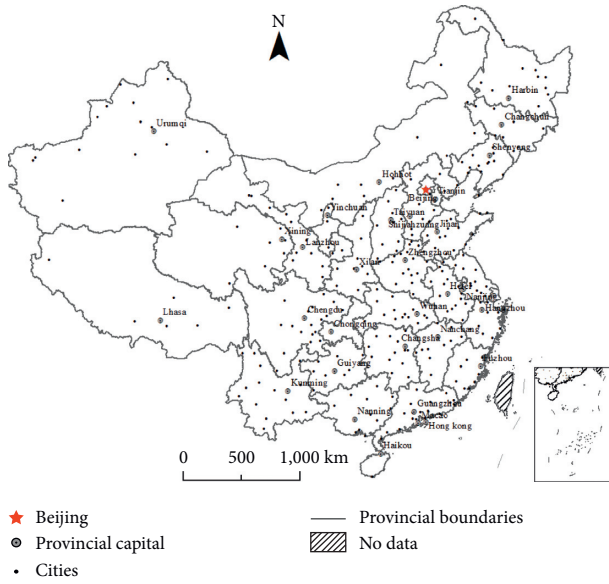 N
Harbin
Changchun
Urumqi
Shenyang
Hohhot
Tianjin
Beijing
Yinchuan
Taiyuan
Shijiazhuang
Jinan
Xining
Lanzhou
Zhengzhou
Xi'an
Hefei
Nanjing
Hangzhou
Chengdu
Wuhan
Lhasa
Chongqing
Nanchang
Changsha
Fuzhou
Guiyang
Kunming
Guangzhou
Nanning
Macao
Hong kong
Haikou
0 500 1,000 km
Beijing
Provincial capital
Cities
Provincial boundaries
No data